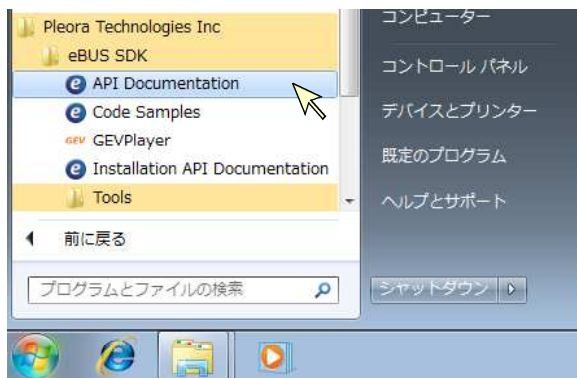 Pleora Technologies Inc
eBUS SDK
API Documentation
Code Samples
GEV GEVPlayer
Installation API Documentation
Tools
前に戻る
プログラムとファイルの検索
コンピューター
コントロール パネル
デバイスとプリンター
既定のプログラム
ヘルプとサポート
シャットダウン